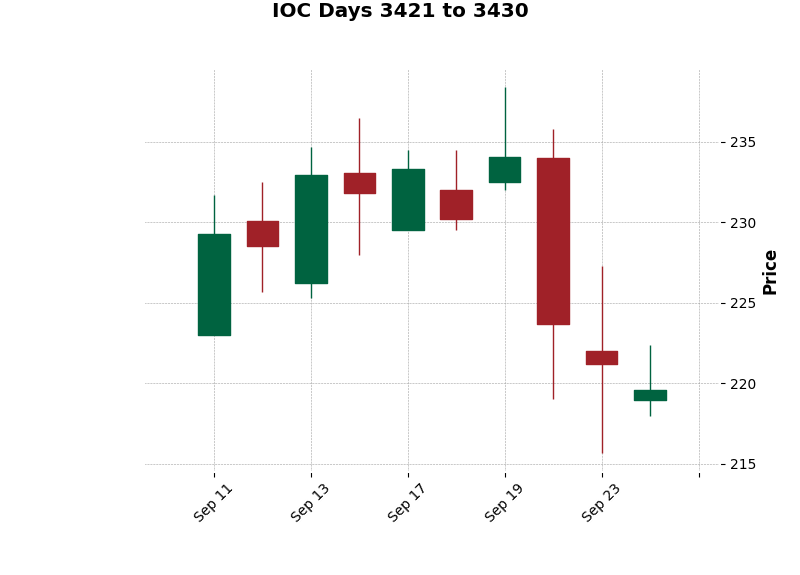 IOC Days 3421 to 3430
235
230
225
220
215
Price
Sep 11
Sep 13
Sep 17
Sep 19
Sep 23